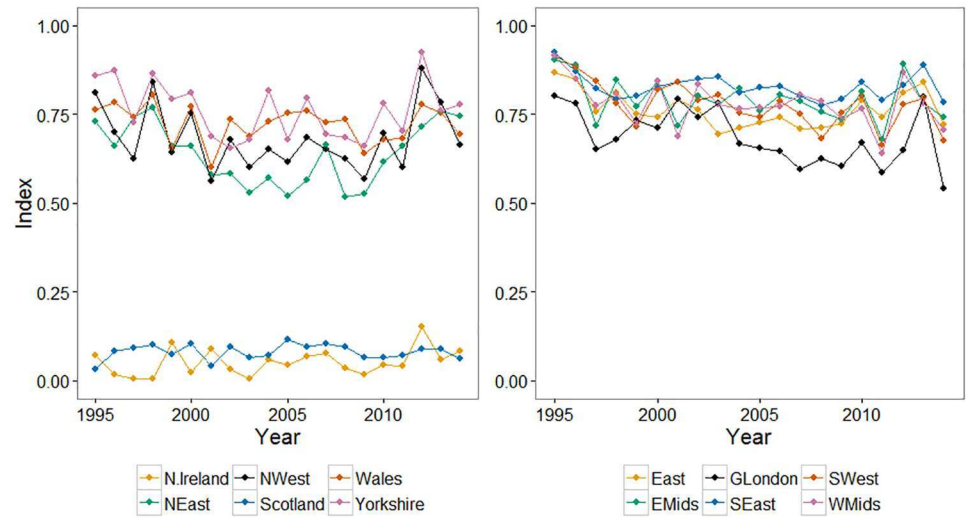 1.00
0.75
0.50
0.25
0.00
Index
1995 2000 2005 2010
Year
N.Ireland NWest Wales
NEast Scotland Yorkshire
1.00
0.75
0.50
0.25
0.00
1995 2000 2005 2010
Year
East GLondon SWest
EMids SEast WMids